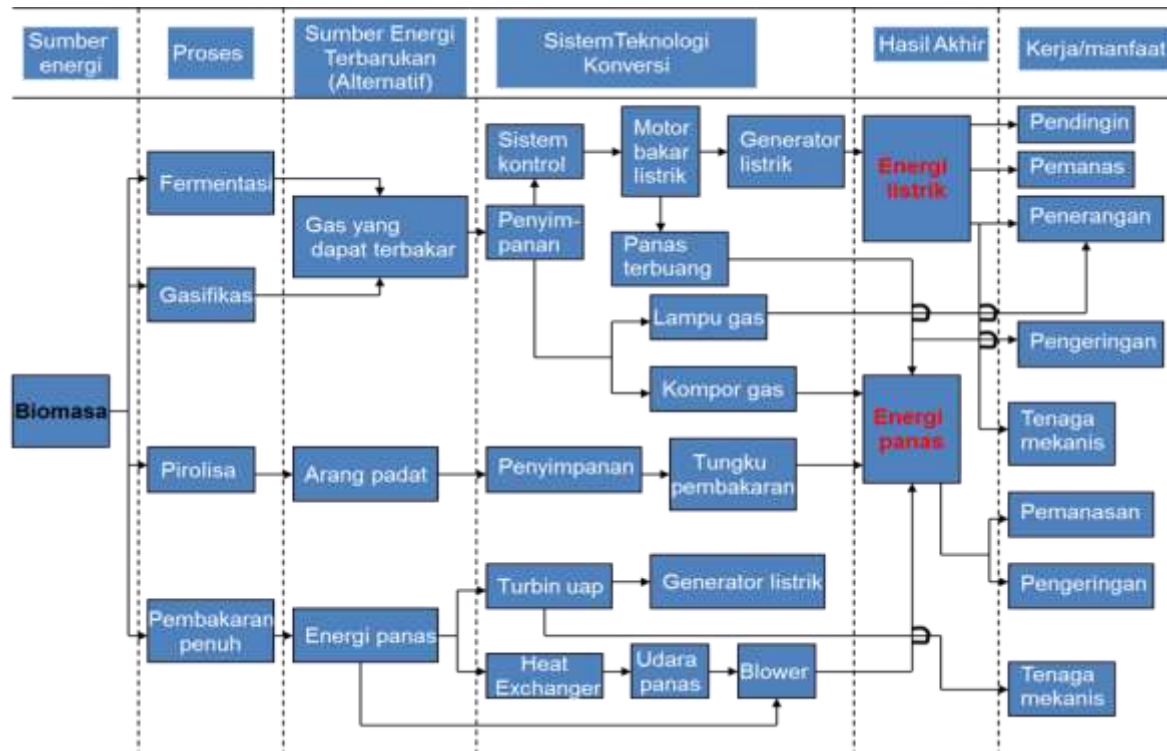 Sumber
energi
Proses
Sumber Energi
Terbarukan
(Alternatif)
SistemTeknologi
Konversi
Hasil Akhir
Kerja/manfaat
Biomasa
Fermentasi
Gasifikas
Pirolisa
Pembakaran
penuh
Gas yang
dapat terbakar
Arang padat
Energi panas
Sistem
kontrol
Motor
bakar
listrik
Generator
listrik
Penyim-
panan
Panas
terbuang
Lampu gas
Kompor gas
Penyimpanan
Tungku
pembakaran
Turbin uap
Generator listrik
Heat
Exchanger
Udara
panas
Blower
Energi
listrik
Energi
panas
Pendingin
Pemanas
Penerangan
Pengeringan
Tenaga
mekanis
Pemanasan
Pengeringan
Tenaga
mekanis